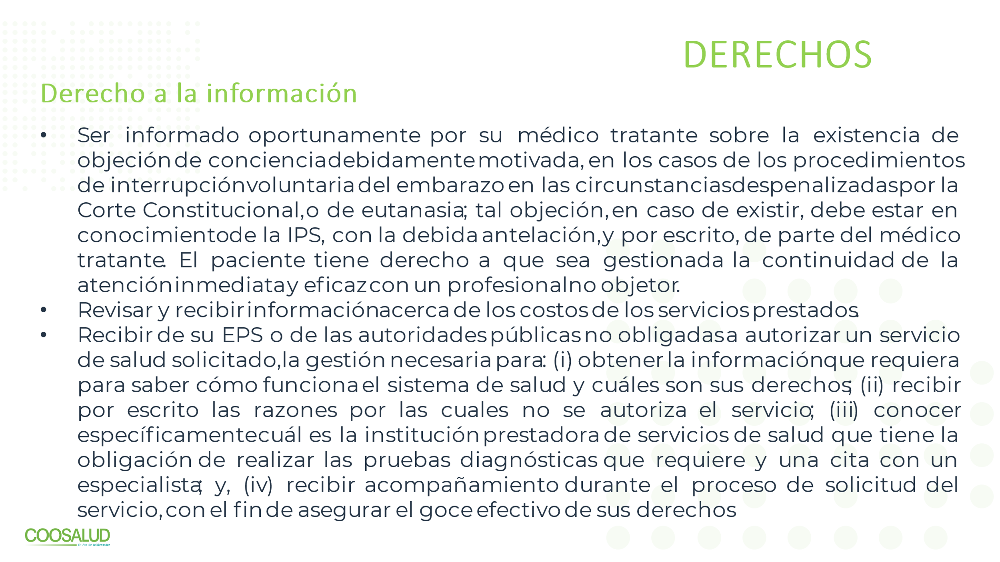 DERECHOS
Derecho a la información
• Ser informado oportunamente por su médico tratante sobre la existencia de
objeción de conciencia debidamente motivada, en los casos de los procedimientos
de interrupción voluntaria del embarazo en las circunstancias despenalizadas por la
Corte Constitucional, o de eutanasia; tal objeción, en caso de existir, debe estar en
conocimiento de la IPS, con la debida antelación, y por escrito, de parte del médico
tratante. El paciente tiene derecho a que sea gestionada la continuidad de la
atención inmediata y eficaz con un profesional no objetor.
• Revisar y recibir información acerca de los costos de los servicios prestados.
• Recibir de su EPS o de las autoridades públicas no obligadas a autorizar un servicio
de salud solicitado, la gestión necesaria para: (i) obtener la información que requiera
para saber cómo funciona el sistema de salud y cuáles son sus derechos; (ii) recibir
por escrito las razones por las cuales no se autoriza el servicio; (iii) conocer
específicamente cuál es la institución prestadora de servicios de salud que tiene la
obligación de realizar las pruebas diagnósticas que requiere y una cita con un
especialista; y, (iv) recibir acompañamiento durante el proceso de solicitud del
servicio, con el fin de asegurar el goce efectivo de sus derechos
COOSALUD
En Pos de tu bienestar